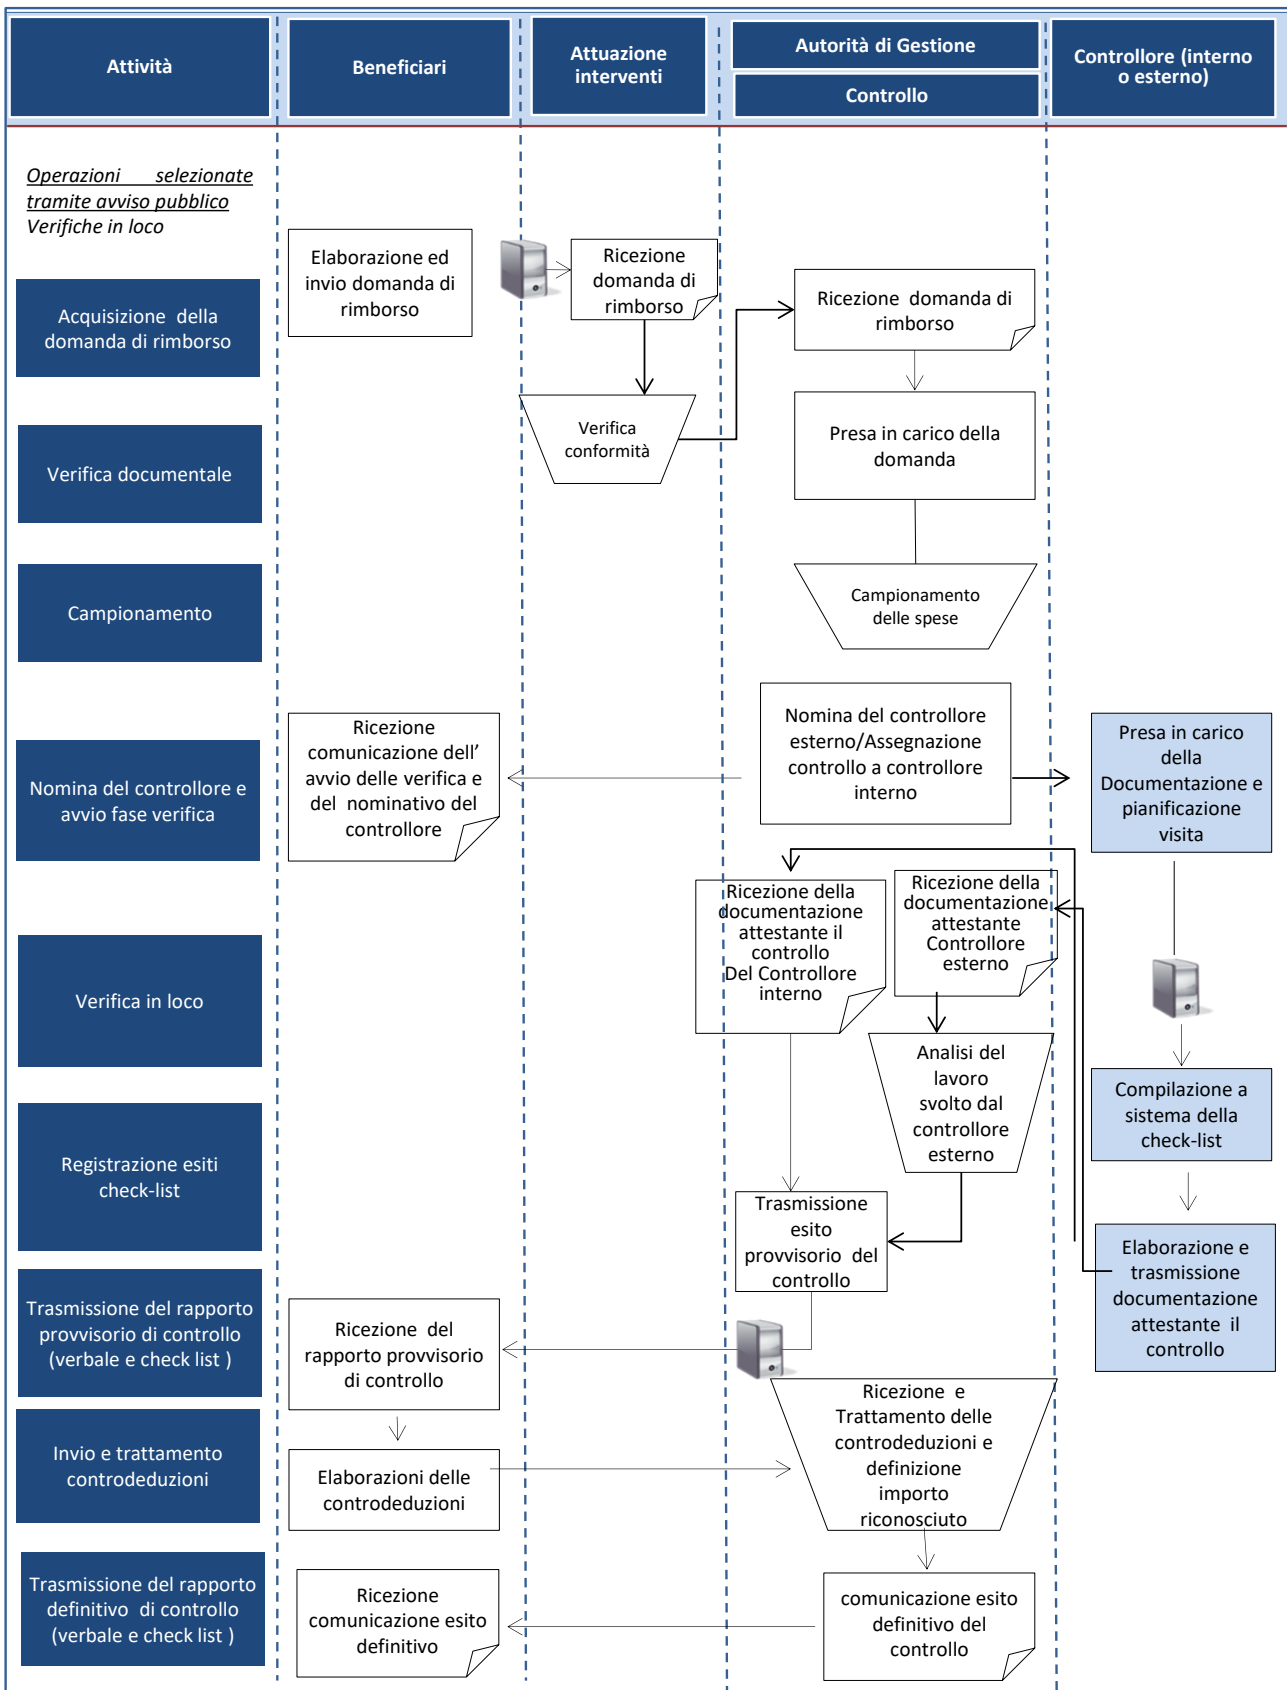 Attività
Beneficiari
Attuazione
interventi
Autorità di Gestione
Controllo
Controllore (interno
o esterno)
Operazioni selezionate
tramite avviso pubblico
Verifiche in loco
Elaborazione ed
invio domanda di
rimborso
Ricezione
domanda di
rimborso
Ricezione domanda di
rimborso
Acquisizione della
domanda di rimborso
Verifica
conformità
Presa in carico della
domanda
Verifica documentale
Campionamento
Campionamento
delle spese
Nomina del controllore e
avvio fase verifica
Ricezione
comunicazione dell'
avvio delle verifica e
del nominativo del
controllore
Nomina del controllore
esterno/Assegnazione
controllo a controllore
interno
Presa in carico
della
Documentazione e
pianificazione
visita
Verifica in loco
Ricezione della
documentazione
attestante il
controllo
Del Controllore
interno
Ricezione della
documentazione
attestante
Controllore
esterno
Analisi del
lavoro
svolto dal
controllore
esterno
Compilazione a
sistema della
check-list
Registrazione esiti
check-list
Trasmissione
esito
provvisorio del
controllo
Elaborazione e
trasmissione
documentazione
attestante il
controllo
Trasmissione del rapporto
provvisorio di controllo
(verbale e check list )
Ricezione del
rapporto provvisorio
di controllo
Invio e trattamento
controdeduzioni
Elaborazioni delle
controdeduzioni
Ricezione e
Trattamento delle
controdeduzioni e
definizione
importo
riconosciuto
Trasmissione del rapporto
definitivo di controllo
(verbale e check list )
Ricezione
comunicazione esito
definitivo
comunicazione esito
definitivo del
controllo